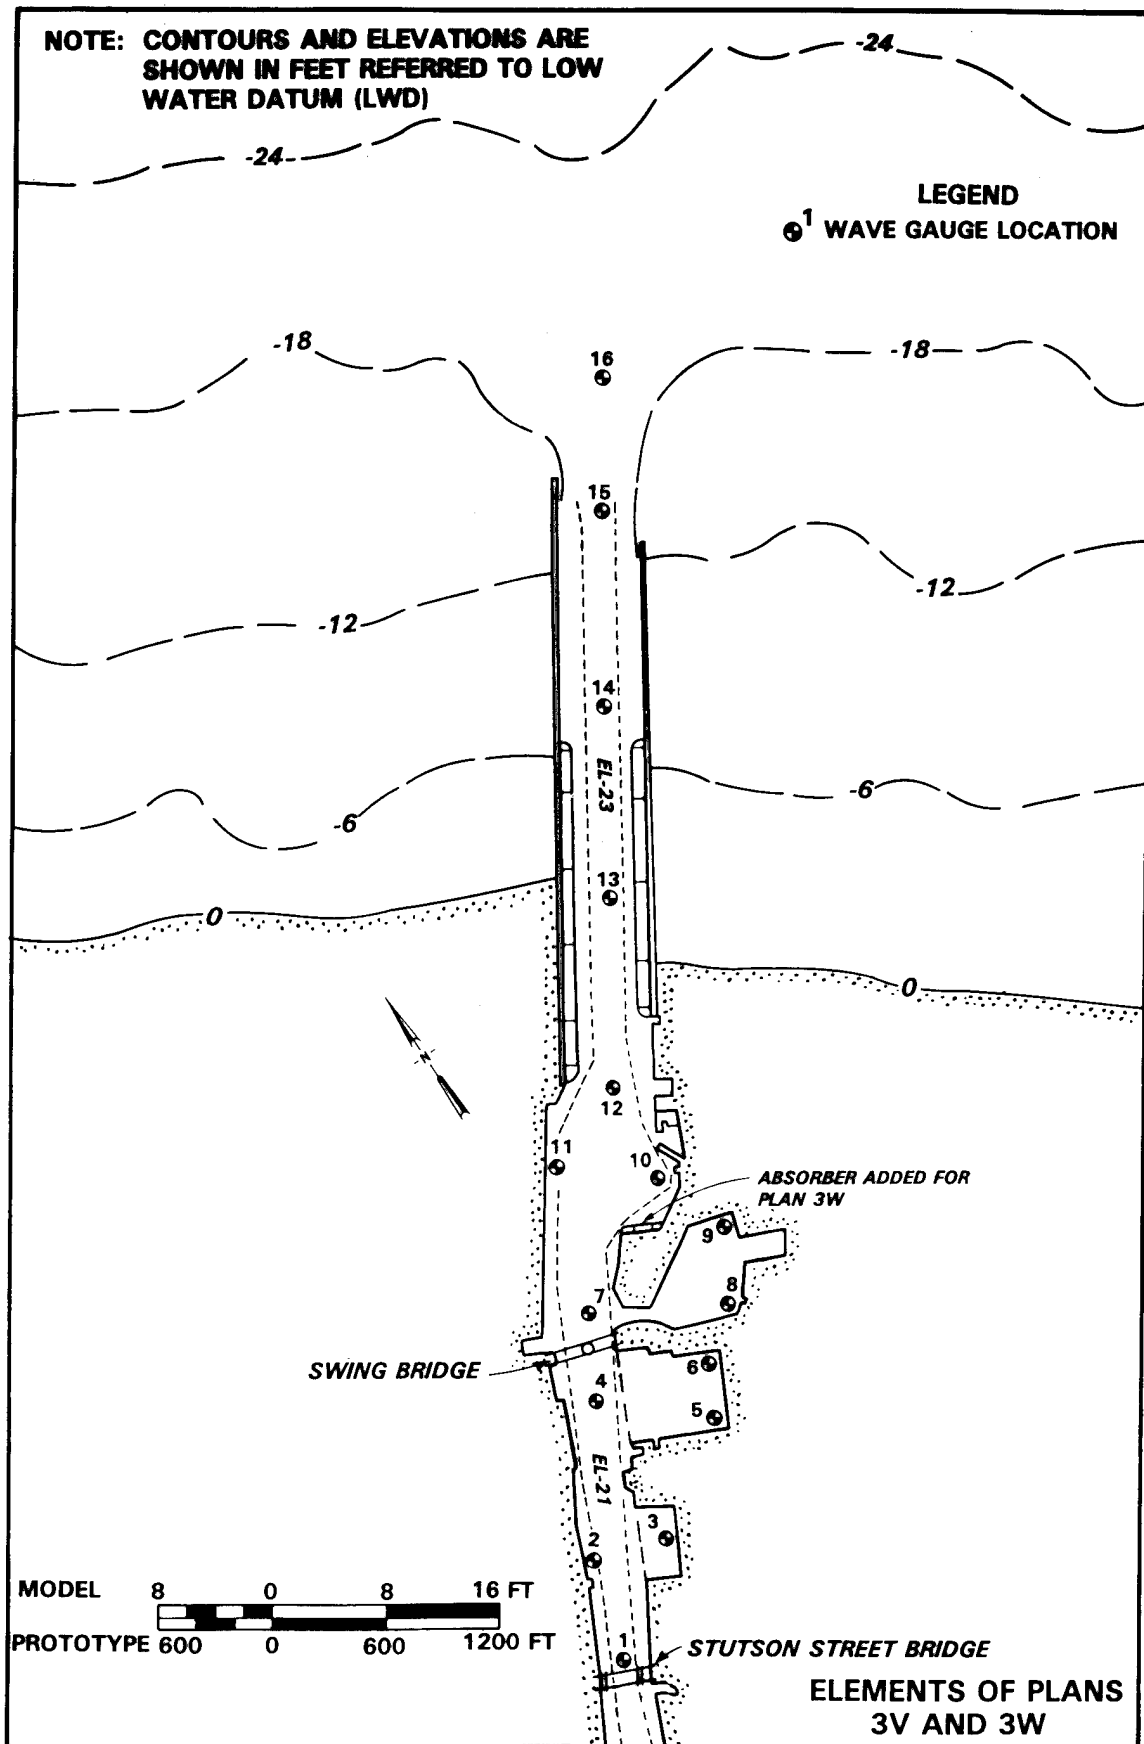 NOTE: CONTOURS AND ELEVATIONS ARE
SHOWN IN FEET REFERRED TO LOW
WATER DATUM (LWD)
-24
-24
LEGEND
1 WAVE GAUGE LOCATION
-18
-18
16
15
-12
-12
14
EL-23
-6
-6
13
0
0
N
12
11
10
ABSORBER ADDED FOR
PLAN 3W
9
8
7
SWING BRIDGE
6
4
5
EL-21
3
2
MODEL 8 0 8 16 FT
PROTOTYPE 600 0 600 1200 FT
1
STUTSON STREET BRIDGE
ELEMENTS OF PLANS
3V AND 3W